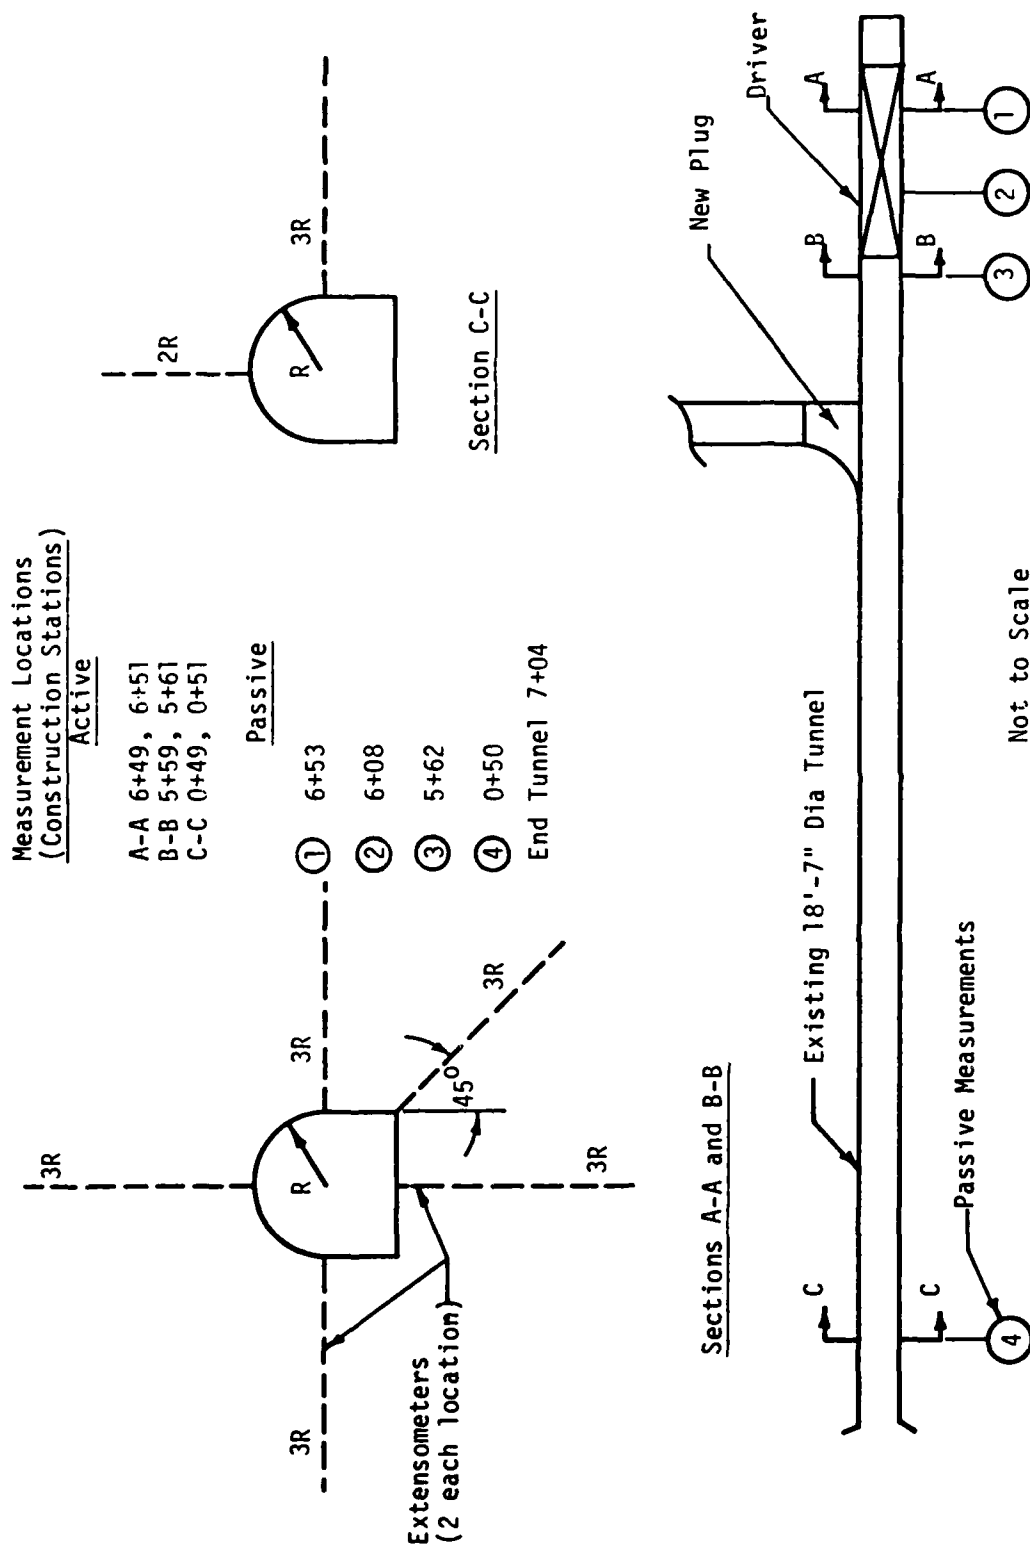 Measurement Locations
(Construction Stations)
Active
A-A 6+49, 6+51
B-B 5+59, 5+61
C-C 0+49, 0+51
Passive
1 6+53
2 6+08
3 5+62
4 0+50
End Tunnel 7+04
3R
3R
3R
3R
3R
R
45°
Extensometers
(2 each location)
Sections A-A and B-B
2R
3R
R
Section C-C
Existing 18'-7" Dia Tunnel
New Plug
Driver
A
A
B
B
C
C
1
2
3
4
Passive Measurements
Not to Scale